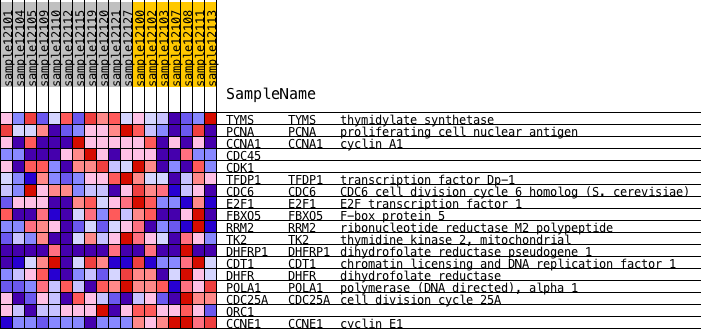 sample12101
sample12104
sample12105
sample12109
sample12110
sample12112
sample12115
sample12119
sample12120
sample12121
sample12127
sample12100
sample12102
sample12103
sample12107
sample12108
sample12111
sample12113
SampleName
TYMS TYMS thymidylate synthetase
PCNA PCNA proliferating cell nuclear antigen
CCNA1 CCNA1 cyclin A1
CDC45
CDK1
TFDP1 TFDP1 transcription factor Dp-1
CDC6 CDC6 CDC6 cell division cycle 6 homolog (S. cerevisiae)
E2F1 E2F1 E2F transcription factor 1
FBXO5 FBXO5 F-box protein 5
RRM2 RRM2 ribonucleotide reductase M2 polypeptide
TK2 TK2 thymidine kinase 2, mitochondrial
DHFRP1 DHFRP1 dihydrofolate reductase pseudogene 1
CDT1 CDT1 chromatin licensing and DNA replication factor 1
DHFR DHFR dihydrofolate reductase
POLA1 POLA1 polymerase (DNA directed), alpha 1
CDC25A CDC25A cell division cycle 25A
ORC1
CCNE1 CCNE1 cyclin E1